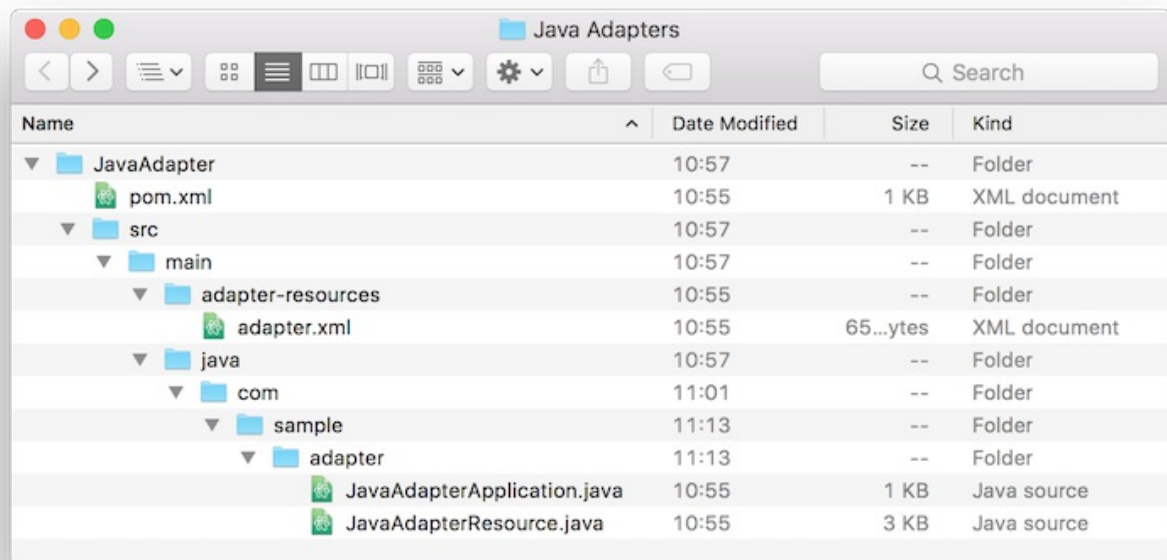 Java Adapters
Search
Name Date Modified Size Kind
JavaAdapter 10:57 -- Folder
pom.xml 10:55 1 KB XML document
src 10:57 -- Folder
main 10:57 -- Folder
adapter-resources 10:55 -- Folder
adapter.xml 10:55 65...ytes XML document
java 10:57 -- Folder
com 11:01 -- Folder
sample 11:13 -- Folder
adapter 11:13 -- Folder
JavaAdapterApplication.java 10:55 1 KB Java source
JavaAdapterResource.java 10:55 3 KB Java source